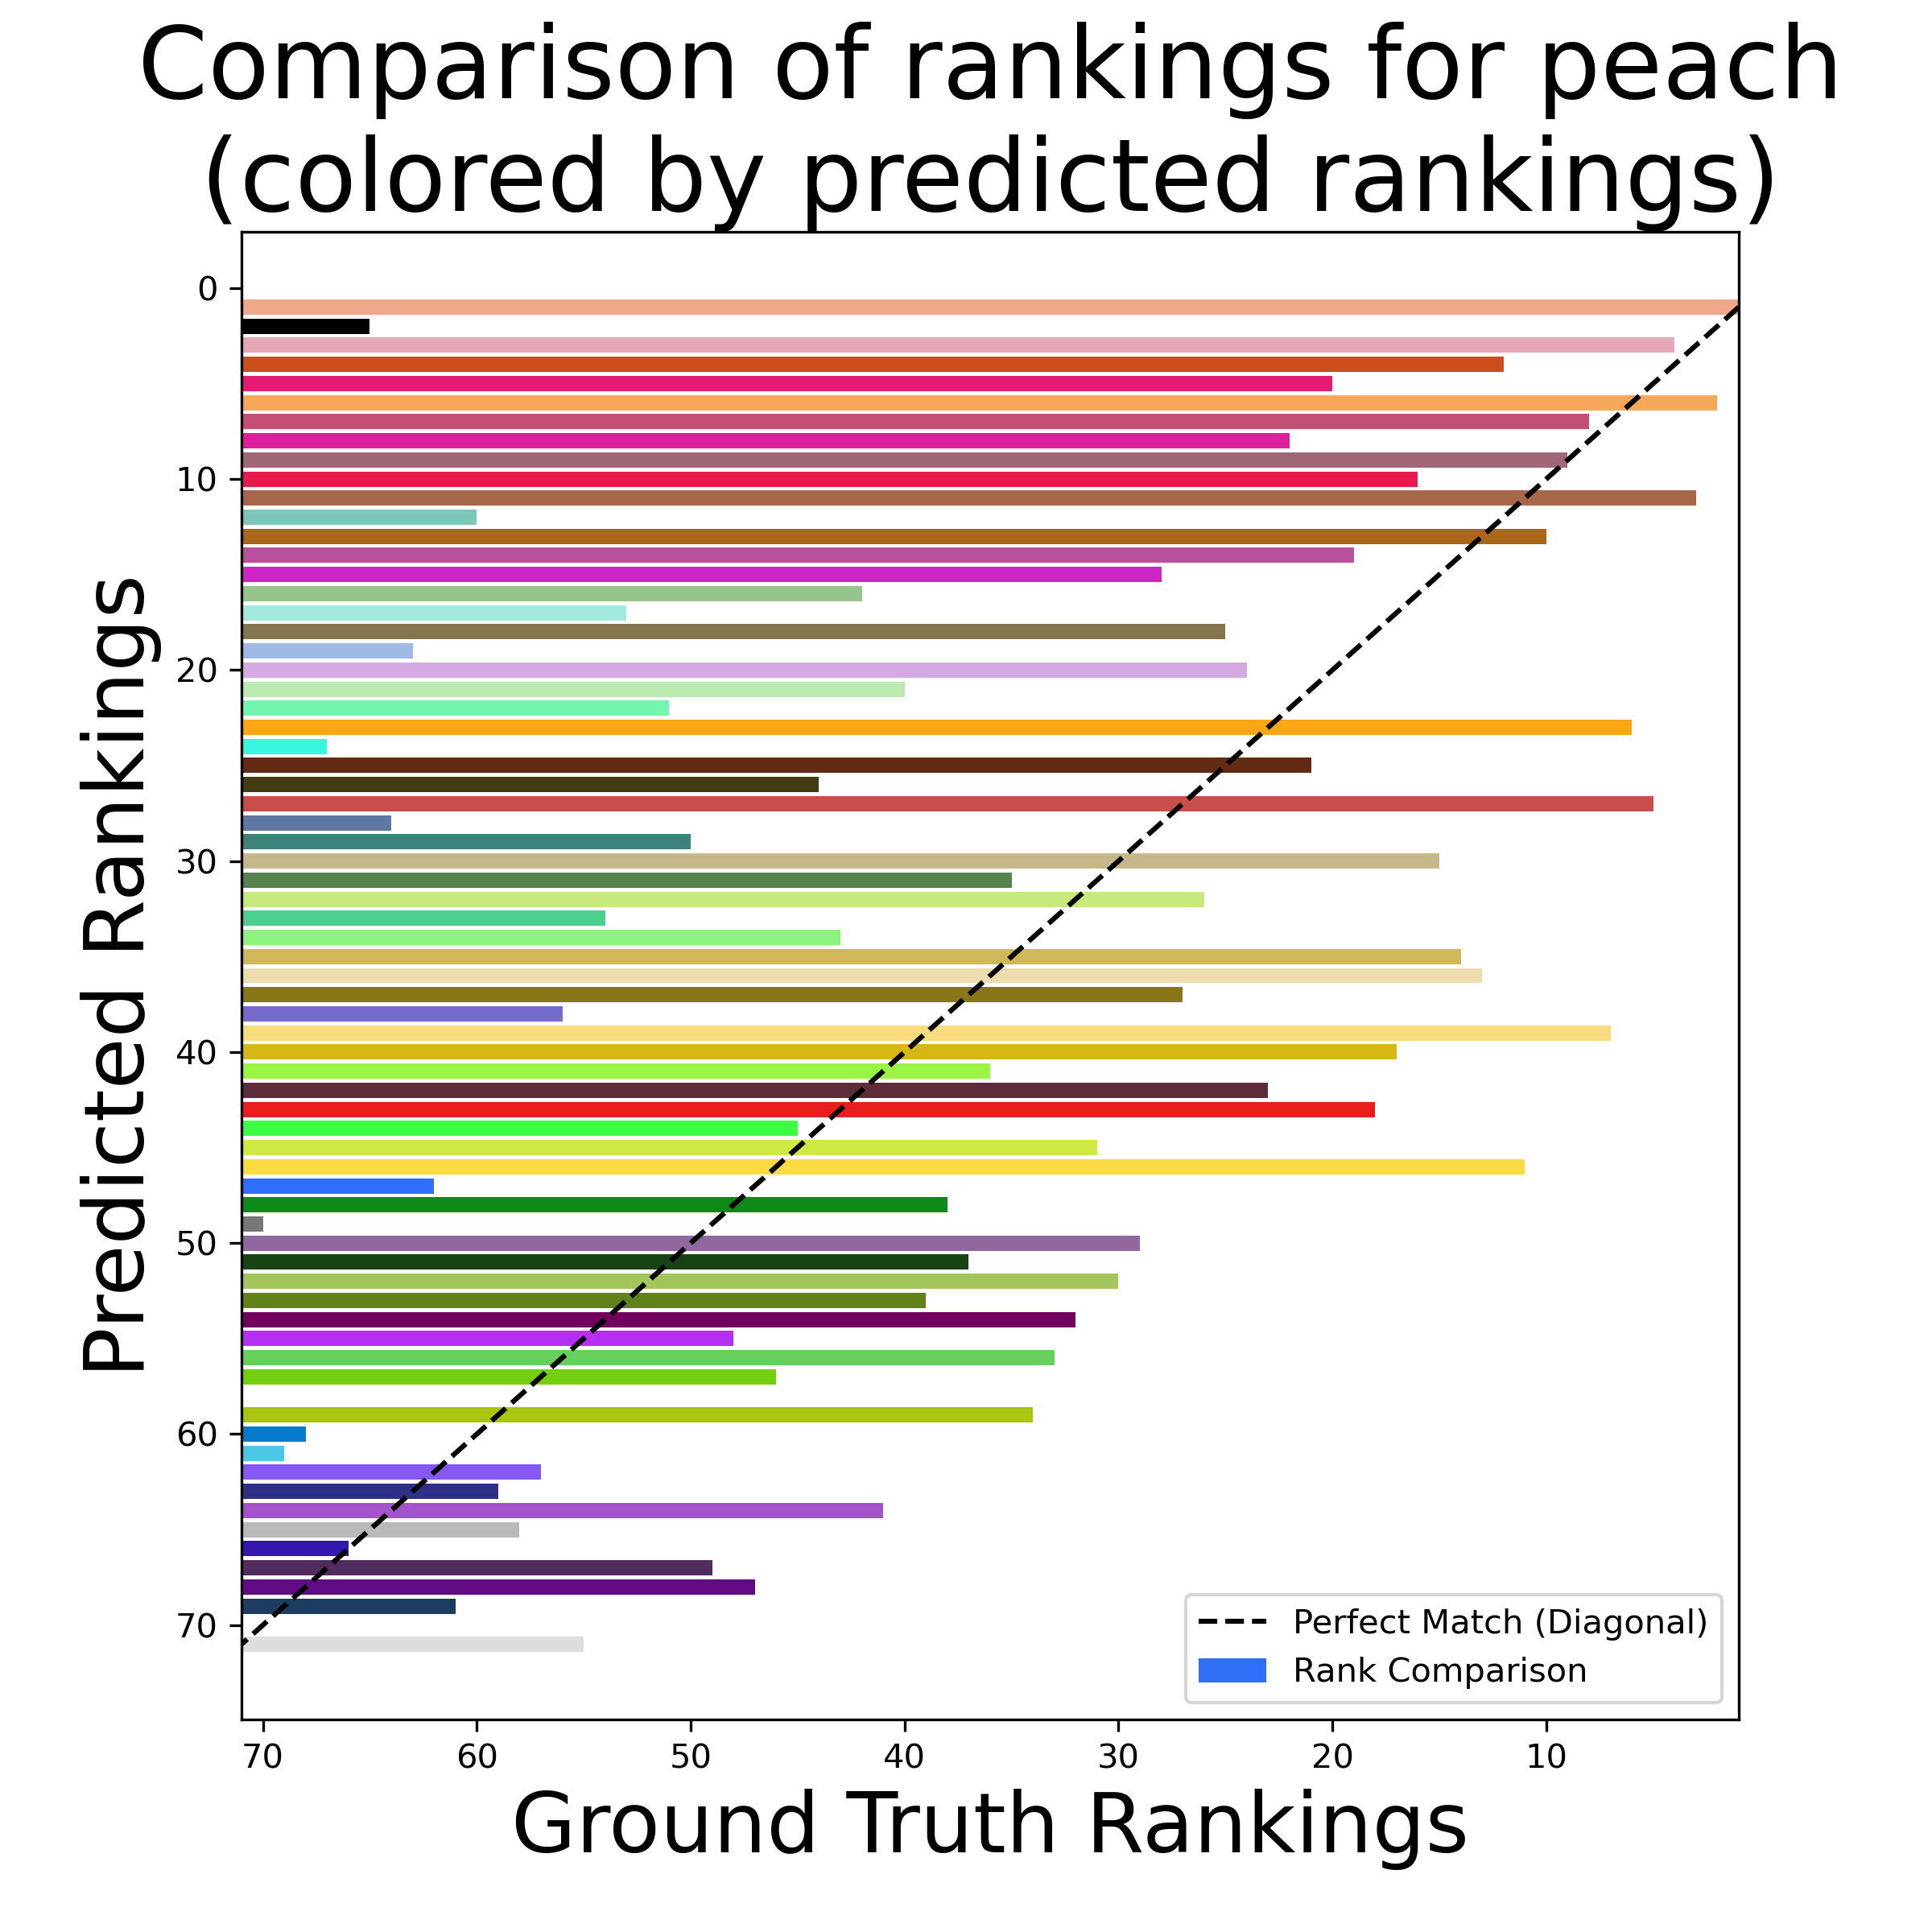 Comparison of rankings for peach
(colored by predicted rankings)
Predicted Rankings
0
10
20
30
40
50
60
70
70 60 50 40 30 20 10
Ground Truth Rankings
Perfect Match (Diagonal)
Rank Comparison